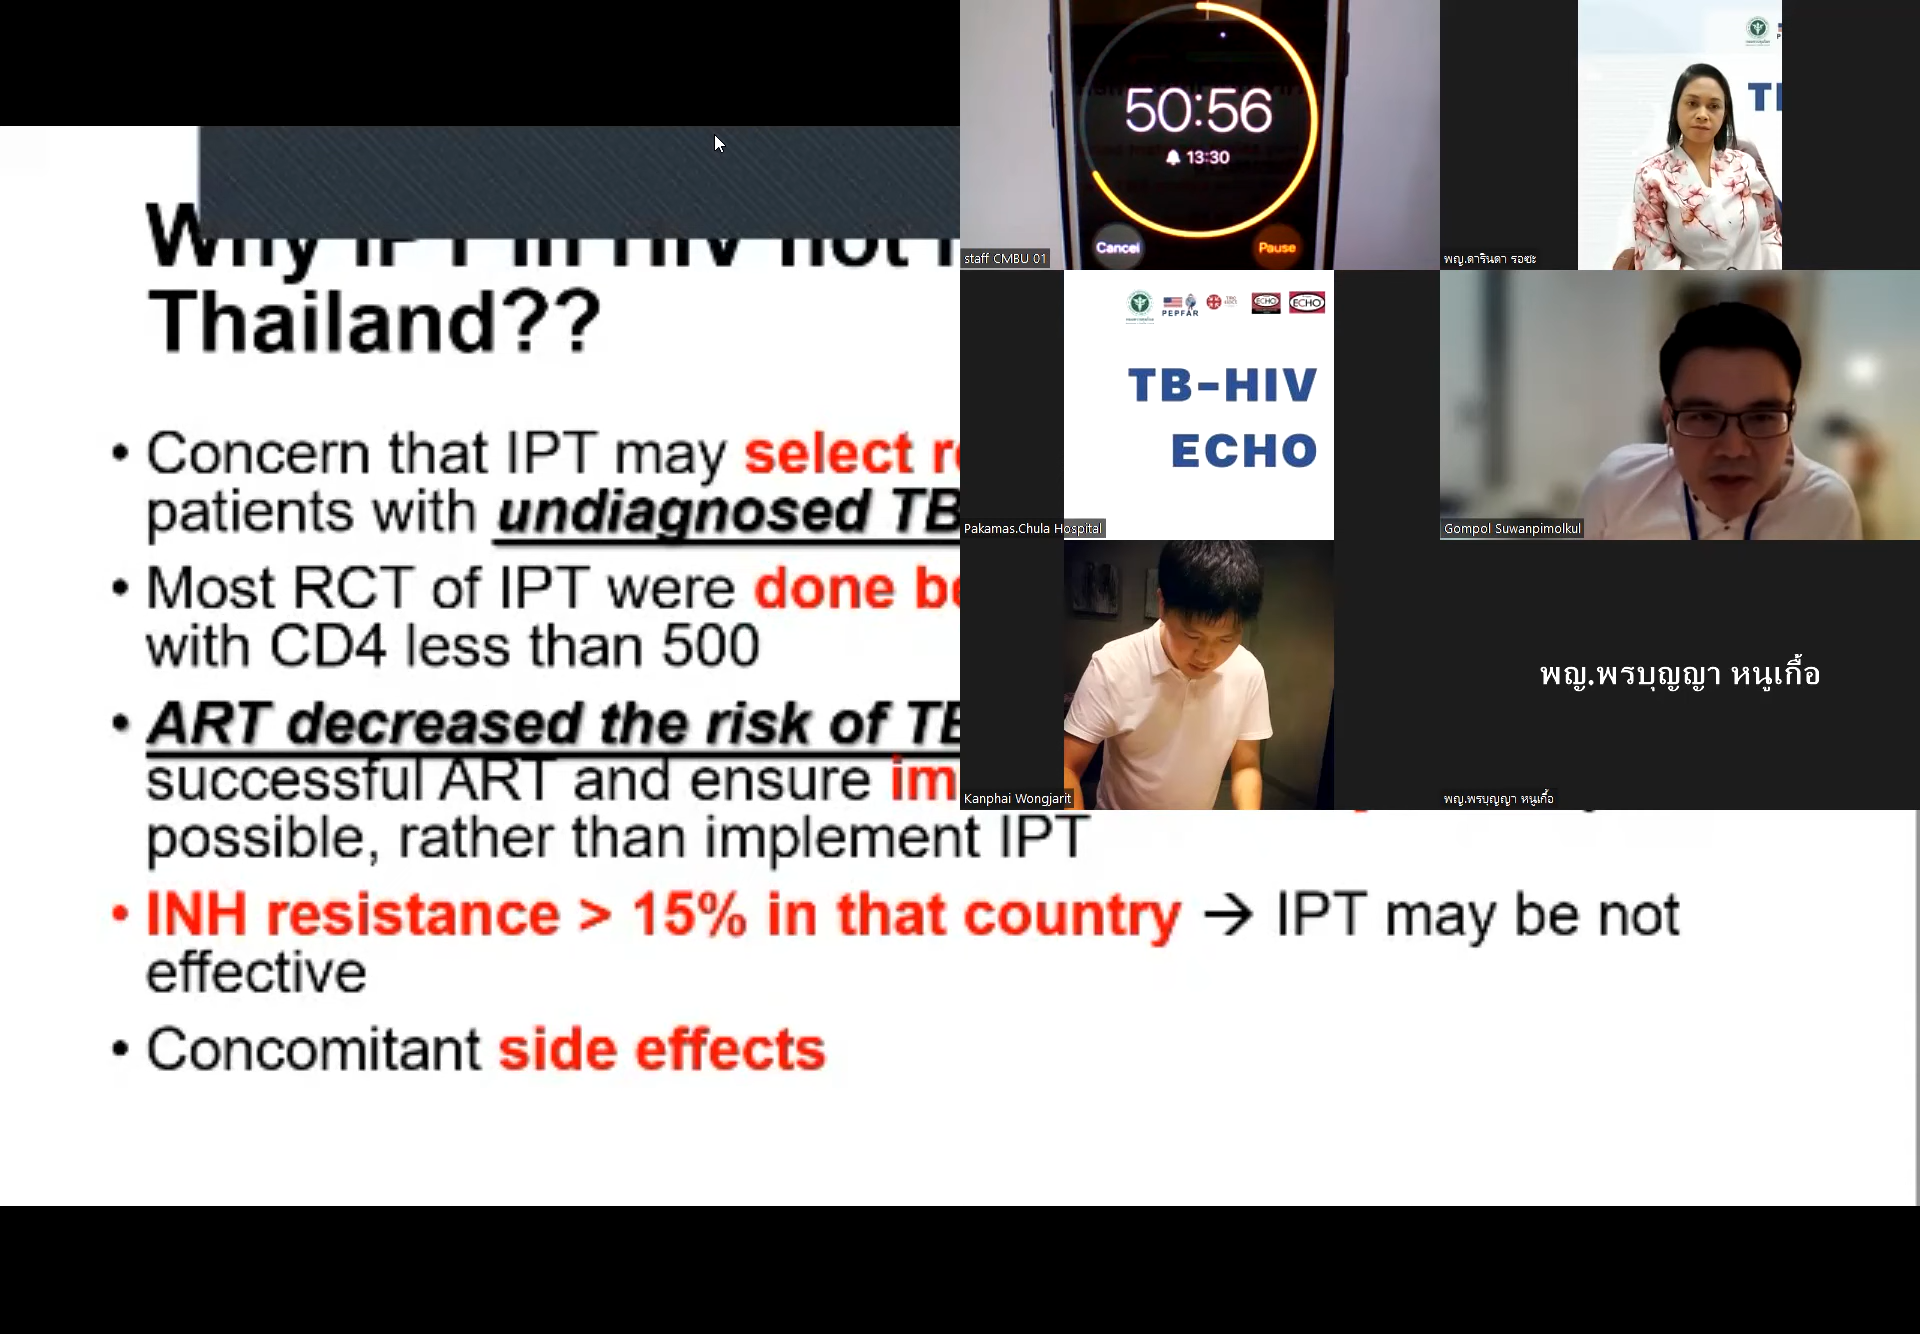 Why IPT in HIV not
Thailand??
• Concern that IPT may select
patients with undiagnosed TB
• Most RCT of IPT were done
with CD4 less than 500
• ART decreased the risk of TB
successful ART and ensure
possible, rather than implement IPT
• INH resistance > 15% in that country → IPT may be not
effective
• Concomitant side effects
50:56
13:30
Cancel
Pause
staff CMBU 01
พญ.ดารินดา รอซะ
PEPFAR
ECHO
ECHO
TB-HIV
ECHO
Pakamas.Chula Hospital
Gompol Suwanpimolkul
Kanphai Wongjarit
พญ.พรบุญญา หนูเกื้อ
พญ.พรบุญญา หนูเกื้อ